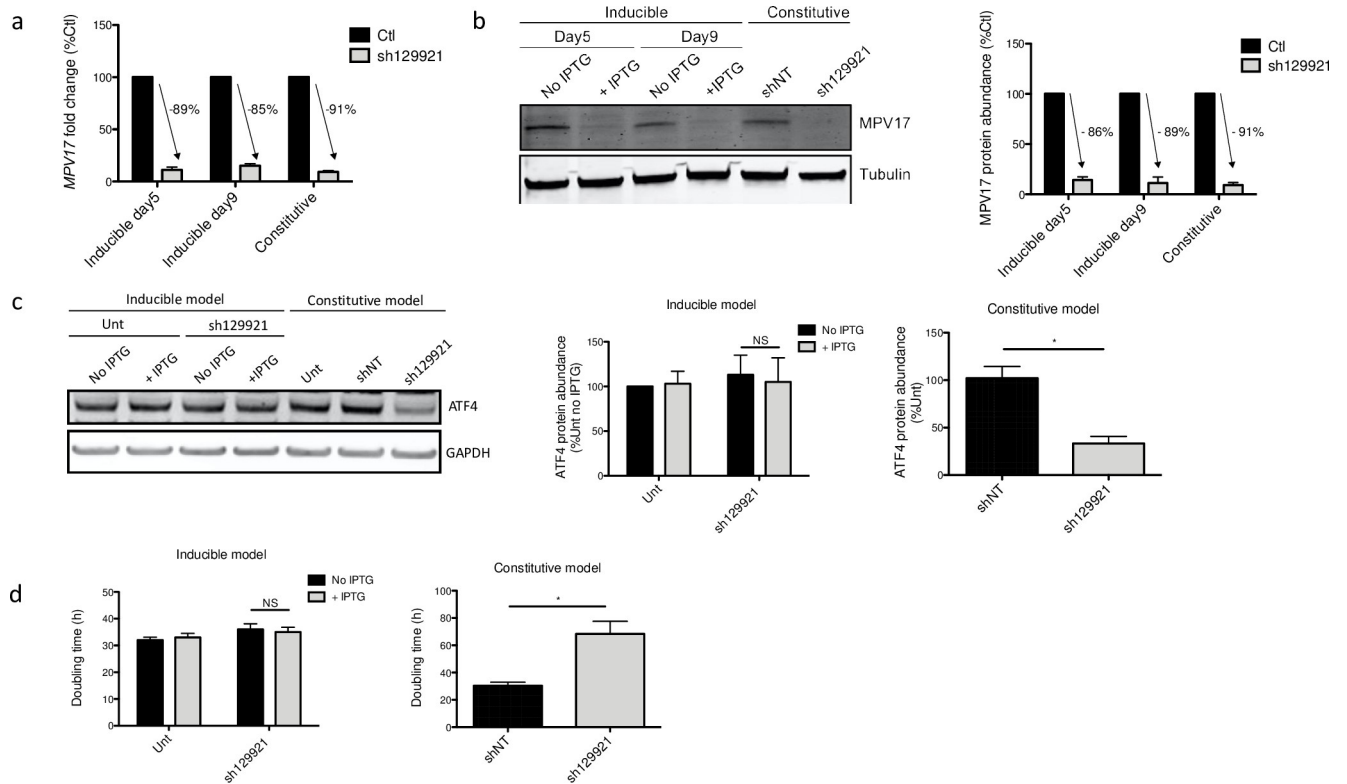 a
MPV17 fold change (%Ctl)
150
100
50
0
-89%
-85%
-91%
Ctl
sh129921
Inducible day5
Inducible day9
Constitutive
b
Inducible
Constitutive
Day5
Day9
No IPTG
+ IPTG
No IPTG
+IPTG
shNT
sh129921
MPV17
Tubulin
MPV17 protein abundance (%Ctl)
150
100
50
0
- 86%
- 89%
- 91%
Ctl
sh129921
Inducible day5
Inducible day9
Constitutive
c
Inducible model
Constitutive model
Unt
sh129921
No IPTG
+ IPTG
No IPTG
+IPTG
Unt
shNT
sh129921
ATF4
GAPDH
Inducible model
ATF4 protein abundance
(%Unt no IPTG)
150
100
50
0
NS
No IPTG
+ IPTG
Unt
sh129921
Constitutive model
ATF4 protein abundance
(%Unt)
150
100
50
0
*
shNT
sh129921
d
Inducible model
Doubling time (h)
50
40
30
20
10
0
NS
No IPTG
+ IPTG
Unt
sh129921
Constitutive model
Doubling time (h)
100
80
60
40
20
0
*
shNT
sh129921